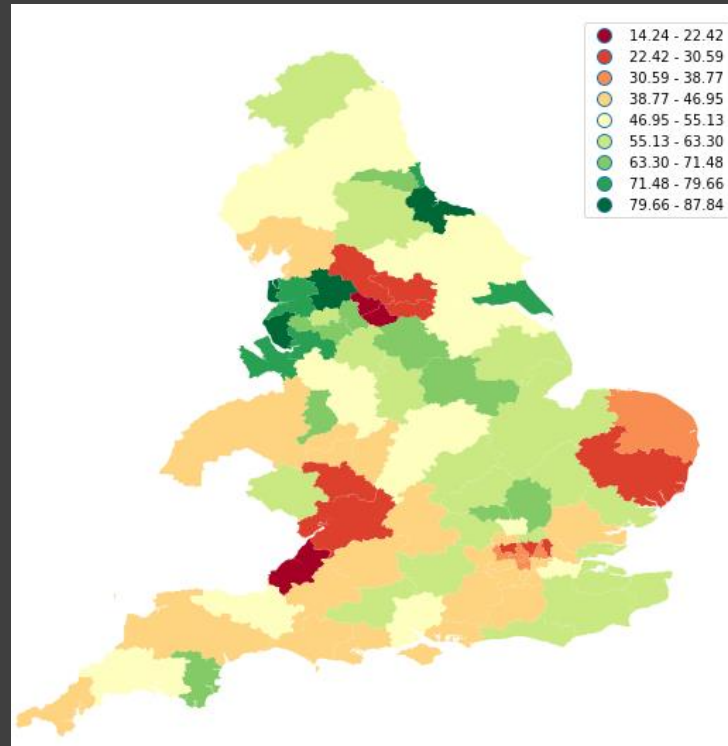 14.24 - 22.42
22.42 - 30.59
30.59 - 38.77
38.77 - 46.95
46.95 - 55.13
55.13 - 63.30
63.30 - 71.48
71.48 - 79.66
79.66 - 87.84